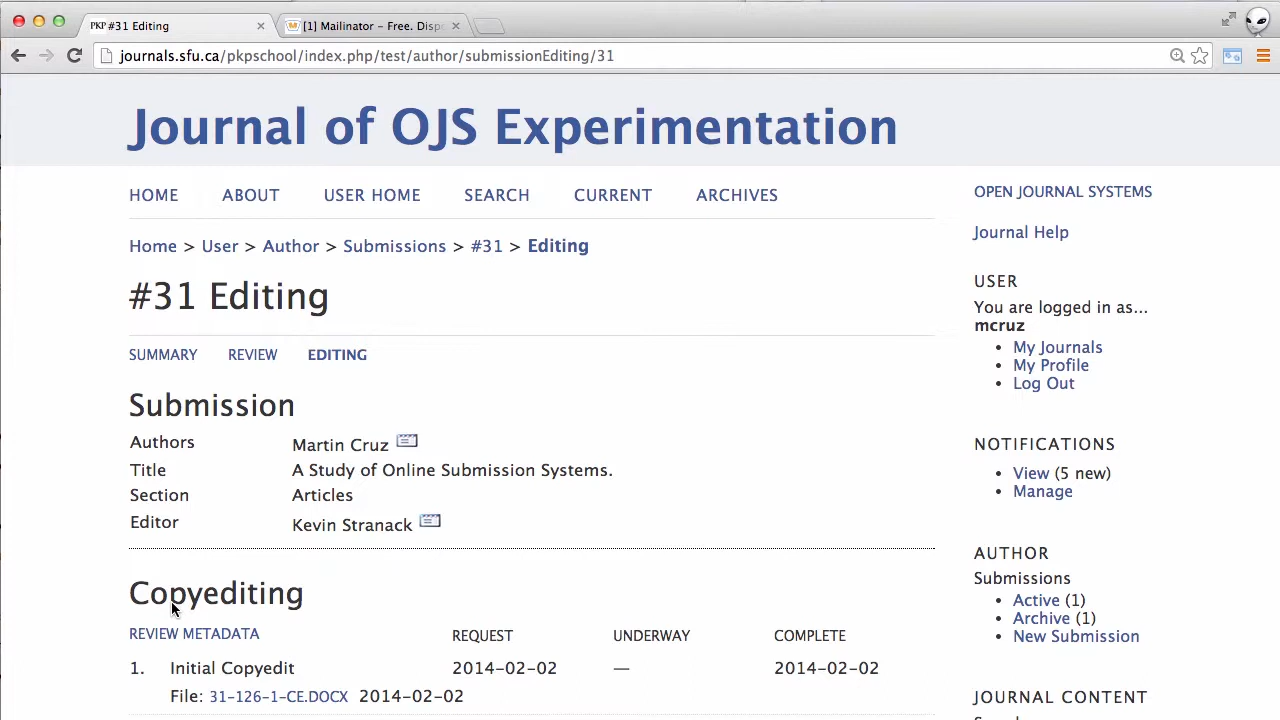 PKP #31 Editing
[1] Mailinator - Free. Disp
journals.sfu.ca/pkpschool/index.php/test/author/submissionEditing/31
Journal of OJS Experimentation
HOME ABOUT USER HOME SEARCH CURRENT ARCHIVES
Home > User > Author > Submissions > #31 > Editing
#31 Editing
SUMMARY REVIEW EDITING
Submission
Authors Martin Cruz
Title A Study of Online Submission Systems.
Section Articles
Editor Kevin Stranack
Copyediting
REVIEW METADATA REQUEST UNDERWAY COMPLETE
1. Initial Copyedit 2014-02-02 — 2014-02-02
File: 31-126-1-CE.DOCX 2014-02-02
OPEN JOURNAL SYSTEMS
Journal Help
USER
You are logged in as...
mcruz
• My Journals
• My Profile
• Log Out
NOTIFICATIONS
• View (5 new)
• Manage
AUTHOR
Submissions
• Active (1)
• Archive (1)
• New Submission
JOURNAL CONTENT